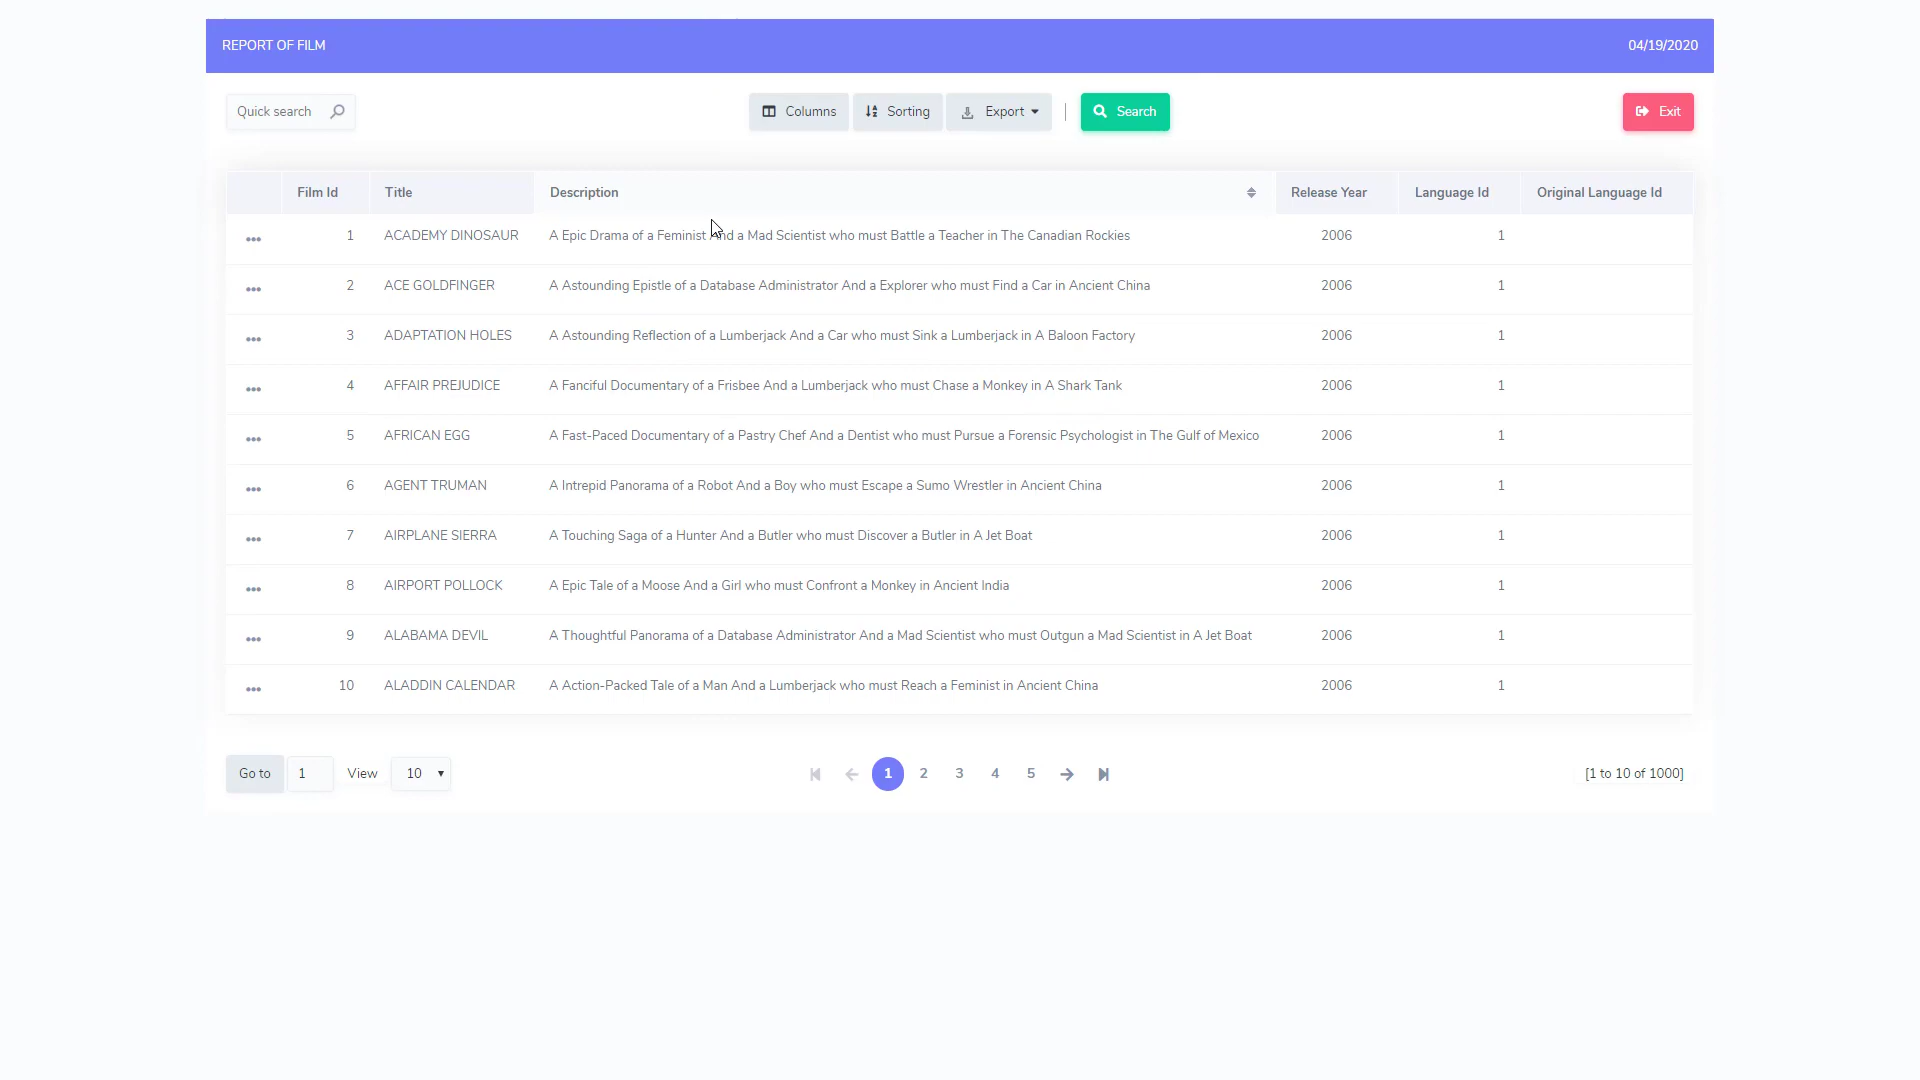 REPORT OF FILM 04/19/2020
Quick search Columns Sorting Export | Search Exit
Film Id Title Description Release Year Language Id Original Language Id
1 ACADEMY DINOSAUR A Epic Drama of a Feminist And a Mad Scientist who must Battle a Teacher in The Canadian Rockies 2006 1
2 ACE GOLDFINGER A Astounding Epistle of a Database Administrator And a Explorer who must Find a Car in Ancient China 2006 1
3 ADAPTATION HOLES A Astounding Reflection of a Lumberjack And a Car who must Sink a Lumberjack in A Baloon Factory 2006 1
4 AFFAIR PREJUDICE A Fanciful Documentary of a Frisbee And a Lumberjack who must Chase a Monkey in A Shark Tank 2006 1
5 AFRICAN EGG A Fast-Paced Documentary of a Pastry Chef And a Dentist who must Pursue a Forensic Psychologist in The Gulf of Mexico 2006 1
6 AGENT TRUMAN A Intrepid Panorama of a Robot And a Boy who must Escape a Sumo Wrestler in Ancient China 2006 1
7 AIRPLANE SIERRA A Touching Saga of a Hunter And a Butler who must Discover a Butler in A Jet Boat 2006 1
8 AIRPORT POLLOCK A Epic Tale of a Moose And a Girl who must Confront a Monkey in Ancient India 2006 1
9 ALABAMA DEVIL A Thoughtful Panorama of a Database Administrator And a Mad Scientist who must Outgun a Mad Scientist in A Jet Boat 2006 1
10 ALADDIN CALENDAR A Action-Packed Tale of a Man And a Lumberjack who must Reach a Feminist in Ancient China 2006 1
Go to 1 View 10 1 2 3 4 5 [1 to 10 of 1000]